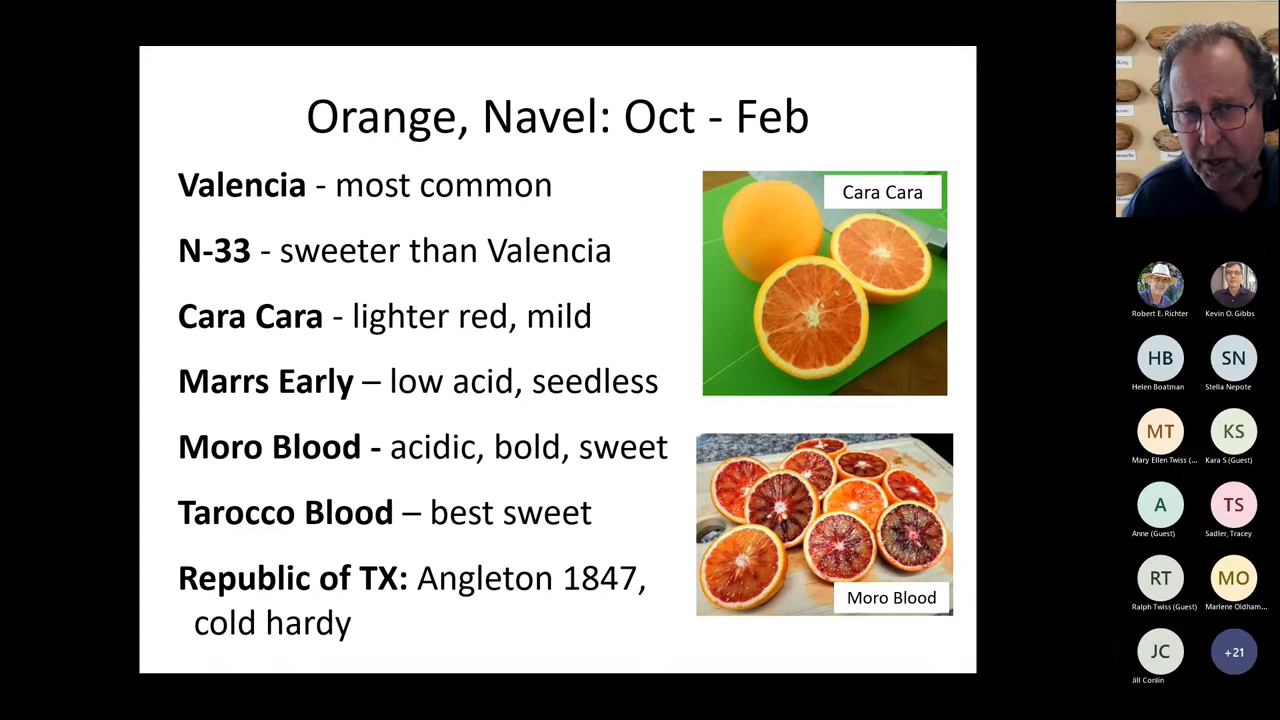 Orange, Navel: Oct - Feb
Valencia - most common
N-33 - sweeter than Valencia
Cara Cara - lighter red, mild
Marrs Early – low acid, seedless
Moro Blood - acidic, bold, sweet
Tarocco Blood – best sweet
Republic of TX: Angleton 1847,
cold hardy
Cara Cara
Moro Blood
Robert E. Richter
Kevin O. Gibbs
HB
SN
Helen Boatman
Stella Nepote
MT
KS
Mary Ellen Twiss (...
Kara S (Guest)
A
TS
Anne (Guest)
Sadler, Tracey
RT
MO
Ralph Twiss (Guest)
Marlene Oldham...
JC
+21
Jill Conlin